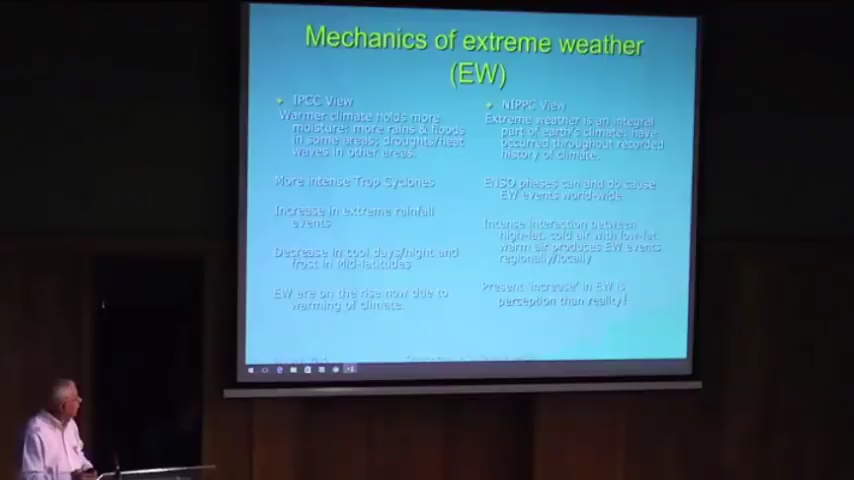 Mechanics of extreme weather
(EW)
IPCC View
Warmer climate holds more
moisture: more rains & floods
in some areas; droughts/heat
waves in other areas.
More intense Trop Cyclones
Increase in extreme rainfall
events
Decrease in cool days/night and
frost in Mid-latitudes
EW are on the rise now due to
warming of climate.
NIPPC View
Extreme weather is an integral
part of earth's climate: have
occurred throughout recorded
history of climate.
ENSO phases can and do cause
EW events world-wide
Intense interaction between
high-lat. cold air with low-lat.
warm air produces EW events
regionally/locally
Present 'increase' in EW is
perception than reality!